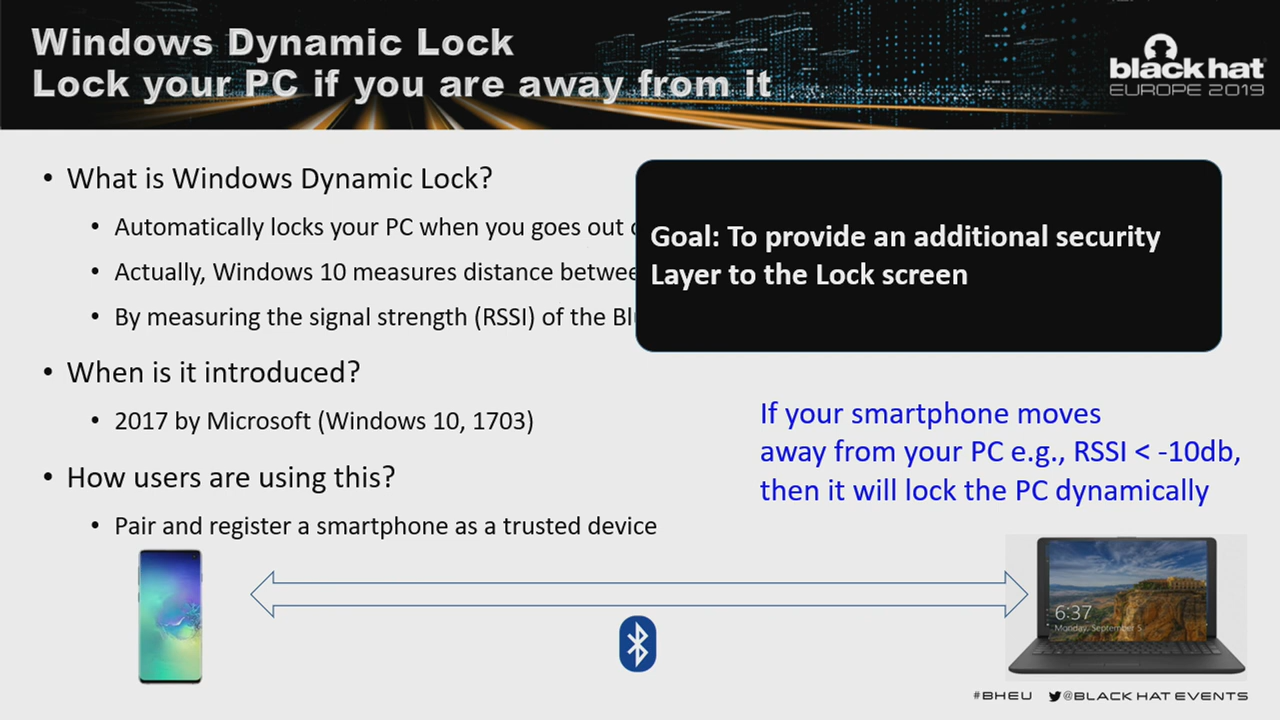 Windows Dynamic Lock
Lock your PC if you are away from it
black hat
EUROPE 2019
• What is Windows Dynamic Lock?
• Automatically locks your PC when you goes out
• Actually, Windows 10 measures distance
• By measuring the signal strength (RSSI) of the
Goal: To provide an additional security
Layer to the Lock screen
• When is it introduced?
• 2017 by Microsoft (Windows 10, 1703)
If your smartphone moves
away from your PC e.g., RSSI < -10db,
then it will lock the PC dynamically
• How users are using this?
• Pair and register a smartphone as a trusted device
6:37
Monday, September 5
#BHEU @BLACK HAT EVENTS